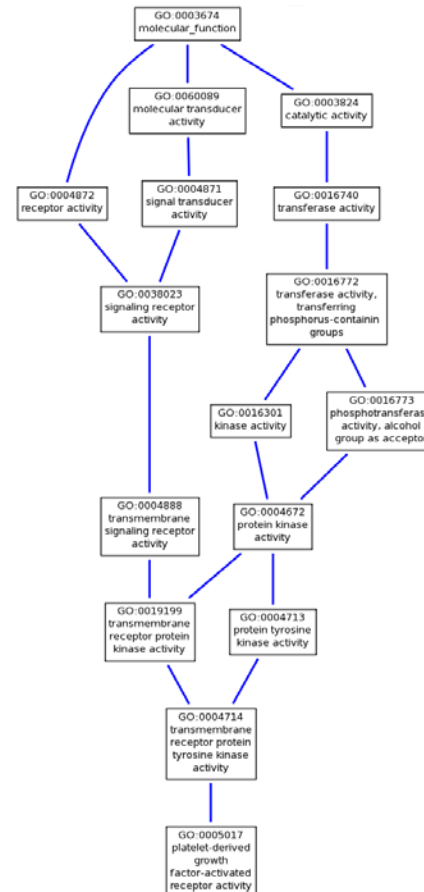 GO:0003674
molecular_function
GO:0060089
molecular transducer
activity
GO:0003824
catalytic activity
GO:0004872
receptor activity
GO:0004871
signal transducer
activity
GO:0016740
transferase activity
GO:0038023
signaling receptor
activity
GO:0016772
transferase activity,
transferring
phosphorus-containin
groups
GO:0016301
kinase activity
GO:0016773
phosphotransferas
activity, alcohol
group as acceptor
GO:0004888
transmembrane
signaling receptor
activity
GO:0004672
protein kinase
activity
GO:0019199
transmembrane
receptor protein
kinase activity
GO:0004713
protein tyrosine
kinase activity
GO:0004714
transmembrane
receptor protein
tyrosine kinase
activity
GO:0005017
platelet-derived
growth
factor-activated
receptor activity